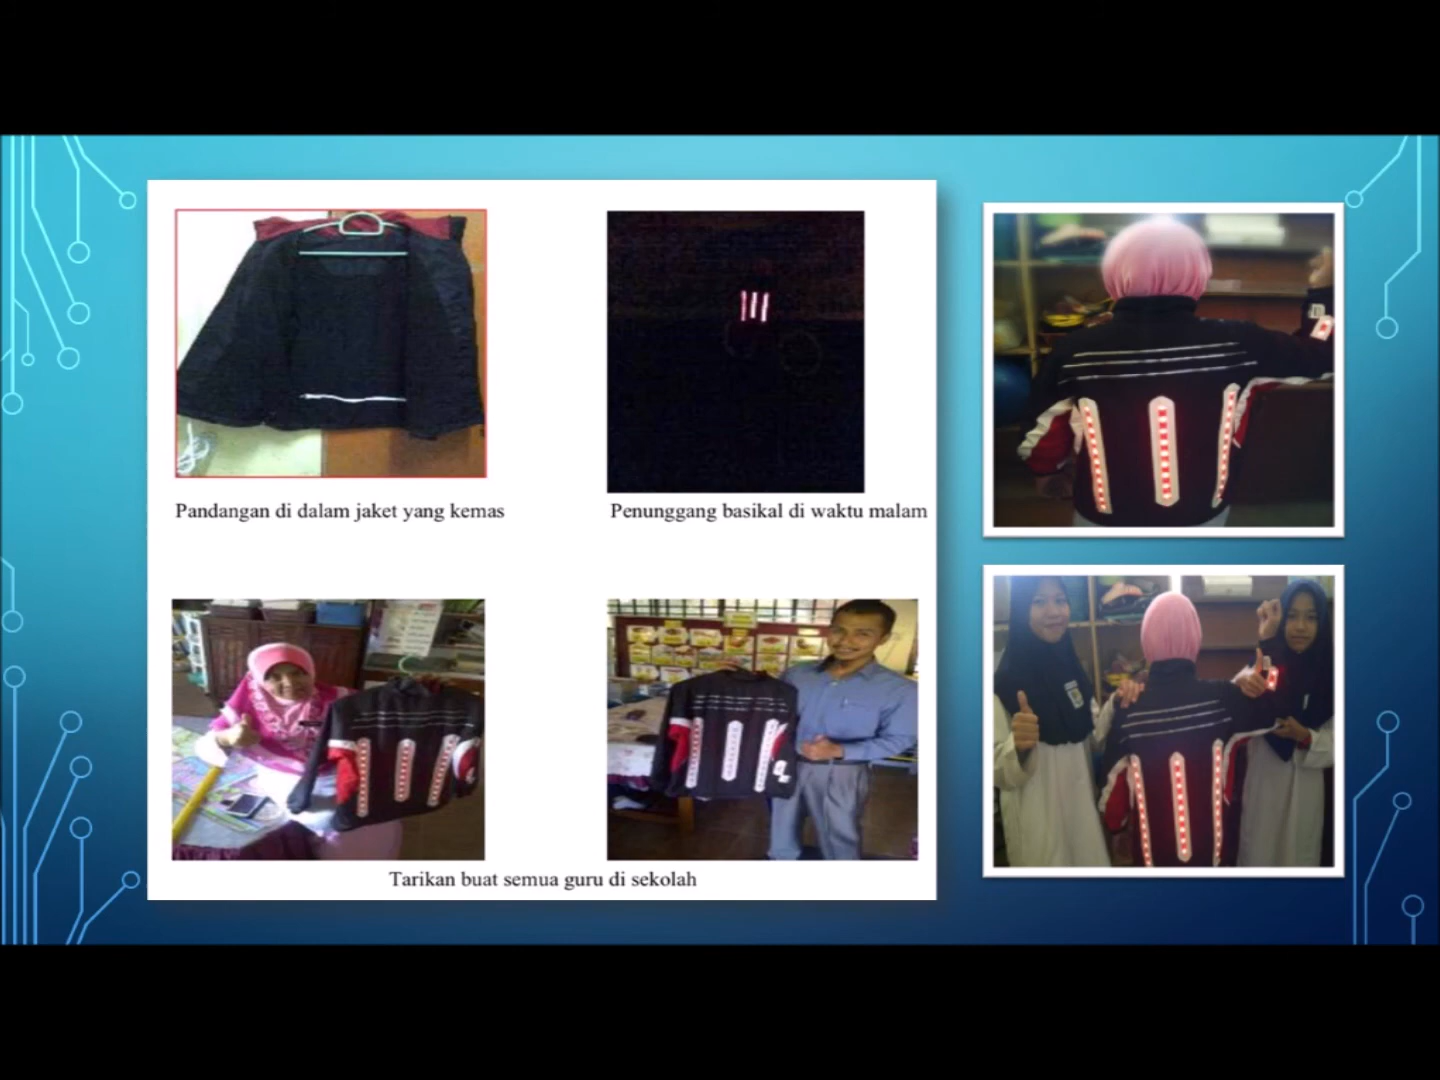 Pandangan di dalam jaket yang kemas
Penunggang basikal di waktu malam
Tarikan buat semua guru di sekolah